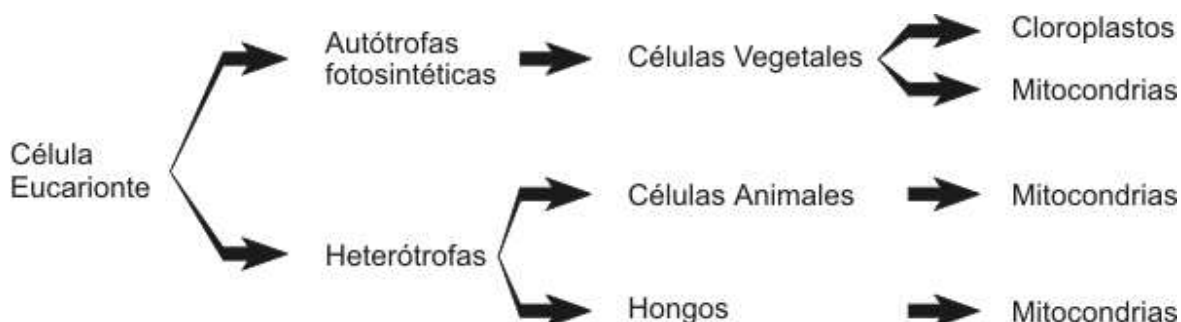 Célula
Eucarionte
Autótrofas
fotosintéticas
Células Vegetales
Cloroplastos
Mitocondrias
Heterótrofas
Células Animales
Mitocondrias
Hongos
Mitocondrias